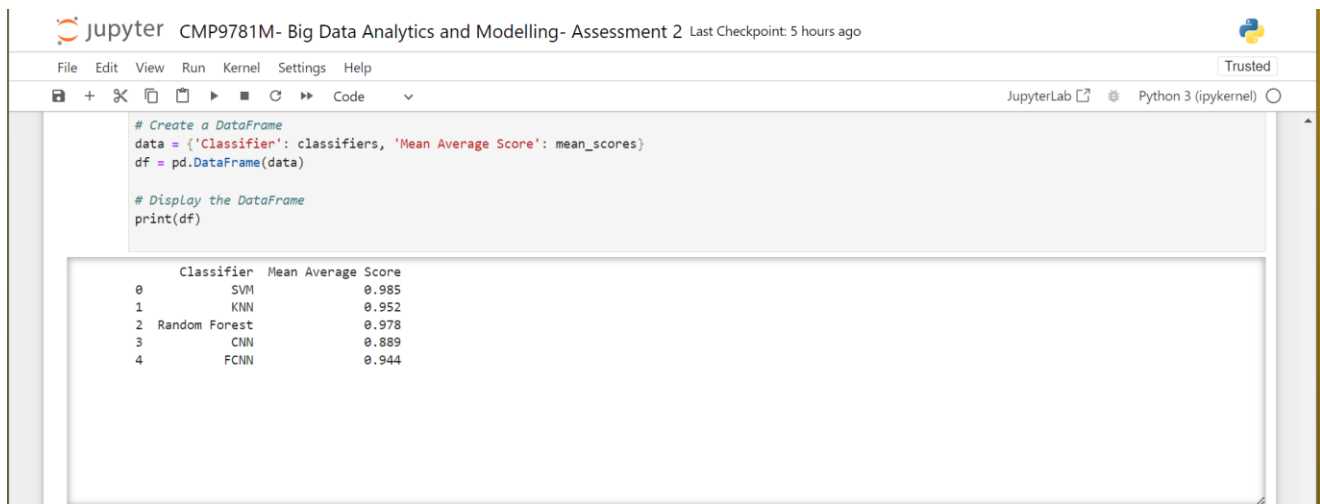 jupyter CMP9781M- Big Data Analytics and Modelling- Assessment 2 Last Checkpoint: 5 hours ago
File Edit View Run Kernel Settings Help Trusted
Code JupyterLab Python 3 (ipykernel)
# Create a DataFrame
data = {'Classifier': classifiers, 'Mean Average Score': mean_scores}
df = pd.DataFrame(data)
# Display the DataFrame
print(df)
Classifier Mean Average Score
0 SVM 0.985
1 KNN 0.952
2 Random Forest 0.978
3 CNN 0.889
4 FCNN 0.944